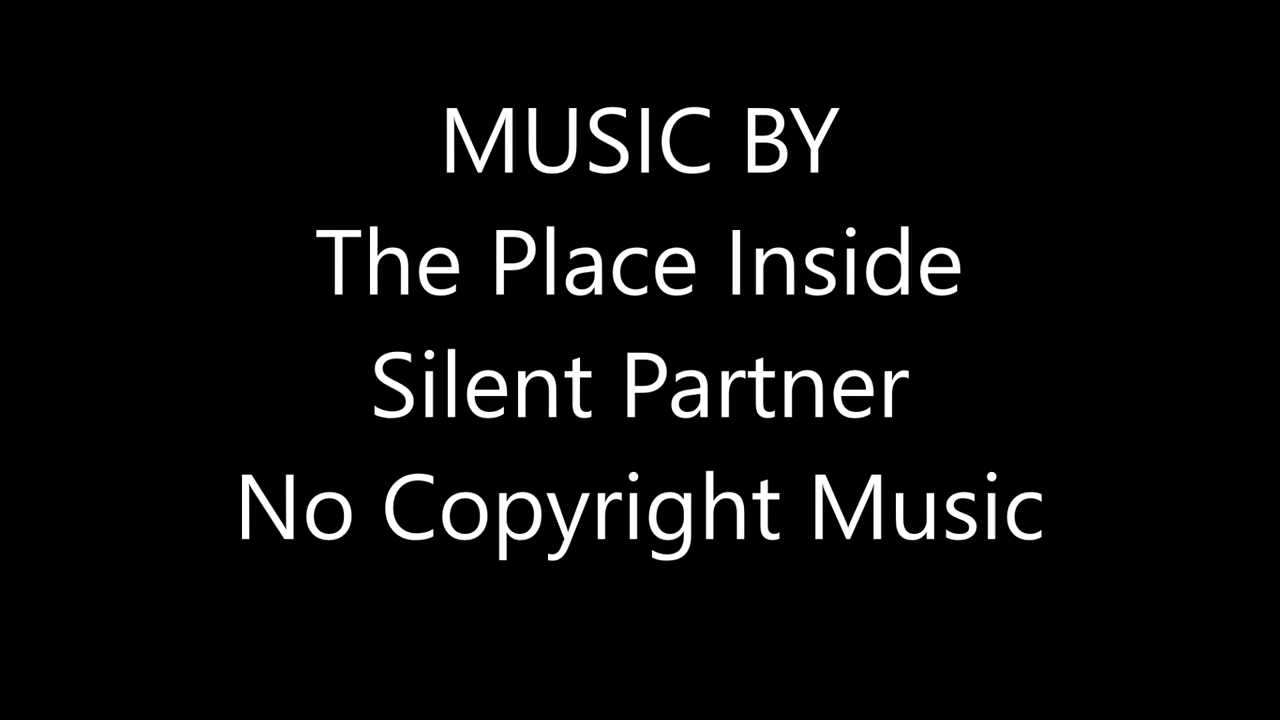 MUSIC BY
The Place Inside
Silent Partner
No Copyright Music